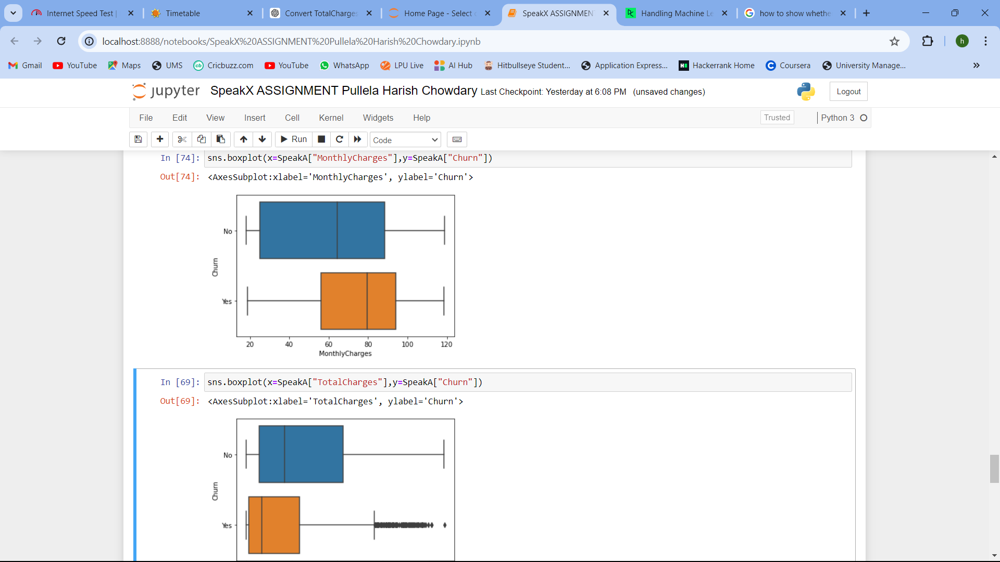 Internet Speed Test |
Timetable
Convert TotalCharges
Home Page - Select
SpeakX ASSIGNMEN
Handling Machine Le
how to show whethe
localhost:8888/notebooks/SpeakX%20ASSIGNMENT%20Pullela%20Harish%20Chowdary.ipynb
h
Gmail
YouTube
Maps
UMS
cb Cricbuzz.com
YouTube
WhatsApp
LPU Live
AI Hub
Hitbullseye Student...
Application Express...
Hackerrank Home
Coursera
University Manage...
jupyter SpeakX ASSIGNMENT Pullela Harish Chowdary Last Checkpoint: Yesterday at 6:08 PM (unsaved changes)
Logout
File Edit View Insert Cell Kernel Widgets Help
Trusted
Python 3
Run
Code
In [74]: sns.boxplot(x=SpeakA["MonthlyCharges"],y=SpeakA["Churn"])
Out[74]: <AxesSubplot:xlabel='MonthlyCharges', ylabel='Churn'>
No
Churn
Yes
20 40 60 80 100 120
MonthlyCharges
In [69]: sns.boxplot(x=SpeakA["TotalCharges"],y=SpeakA["Churn"])
Out[69]: <AxesSubplot:xlabel='TotalCharges', ylabel='Churn'>
No
Churn
Yes